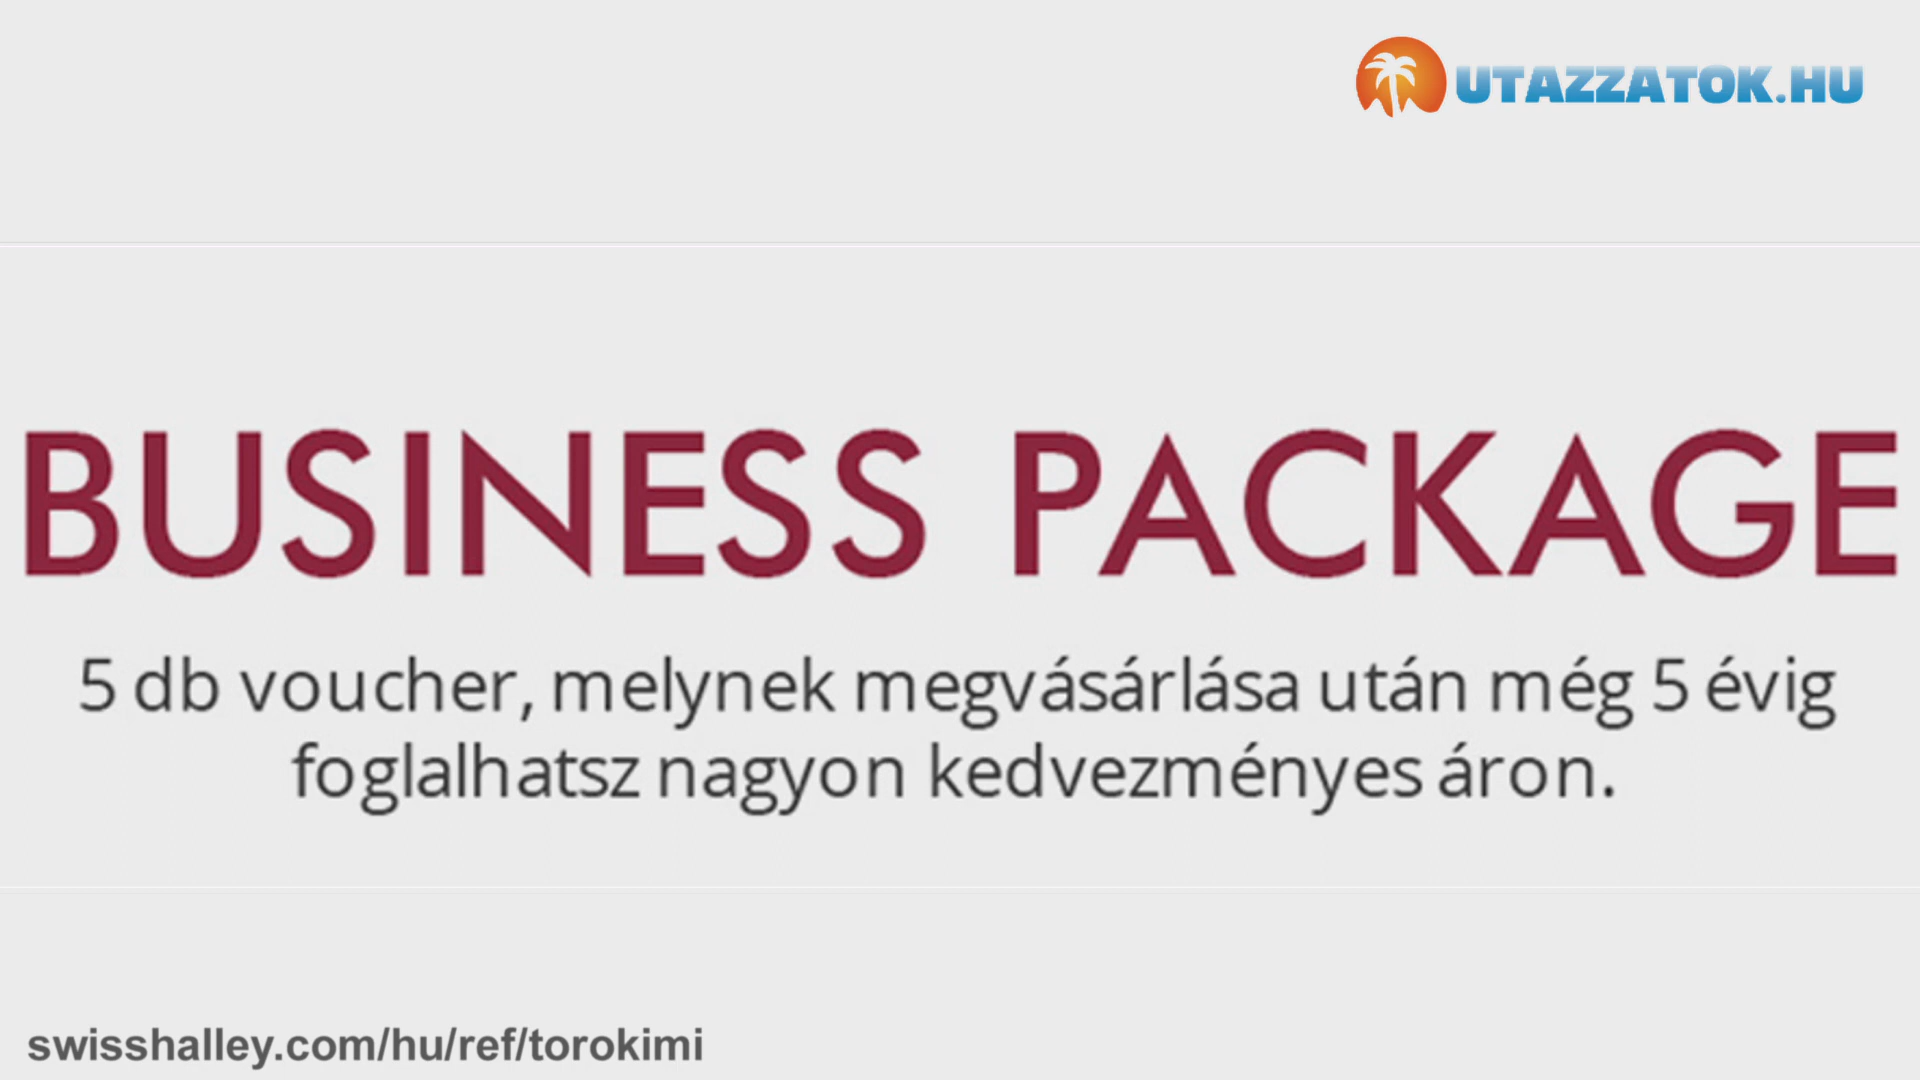 UTAZZATOK.HU
BUSINESS PACKAGE
5 db voucher, melynek megvásárlása után még 5 évig
foglalhatsz nagyon kedvezményes áron.
swisshalley.com/hu/ref/torokimi